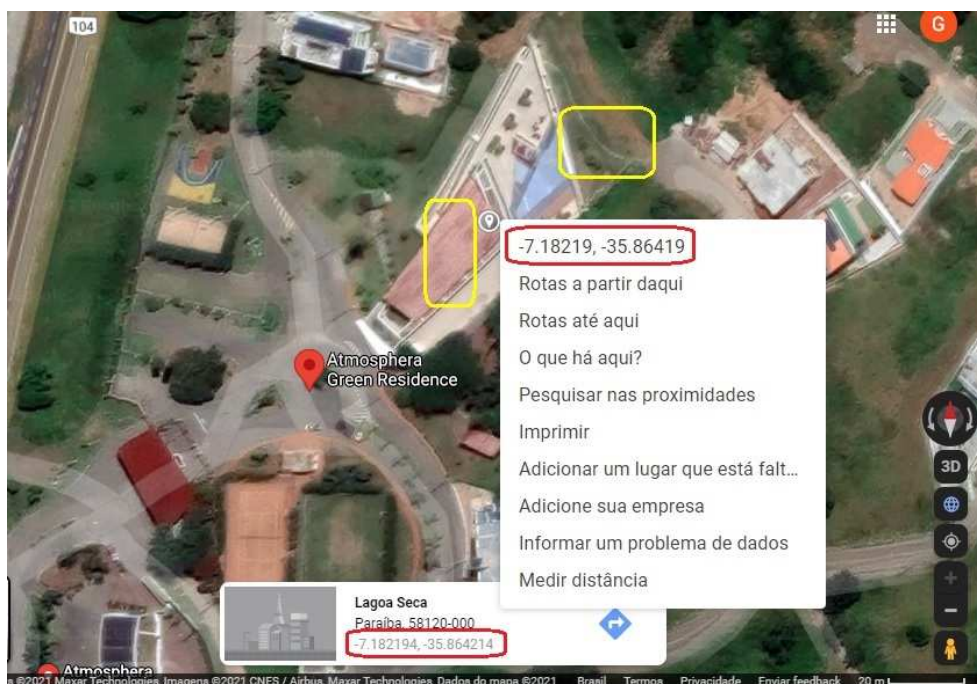 104
G
-7.18219, -35.86419
Rotas a partir daqui
Rotas até aqui
O que há aqui?
Pesquisar nas proximidades
Imprimir
Adicionar um lugar que está falt...
Adicione sua empresa
Informar um problema de dados
Medir distância
Atmosphera
Green Residence
3D
Lagoa Seca
Paraíba, 58120-000
-7.182194, -35.864214
Atmosphera
©2021 Maxar Technologies, Imagens ©2021 CNES / Airbus, Maxar Technologies, Dados do mapa ©2021 Brasil Termos Privacidade Enviar feedback 20 m